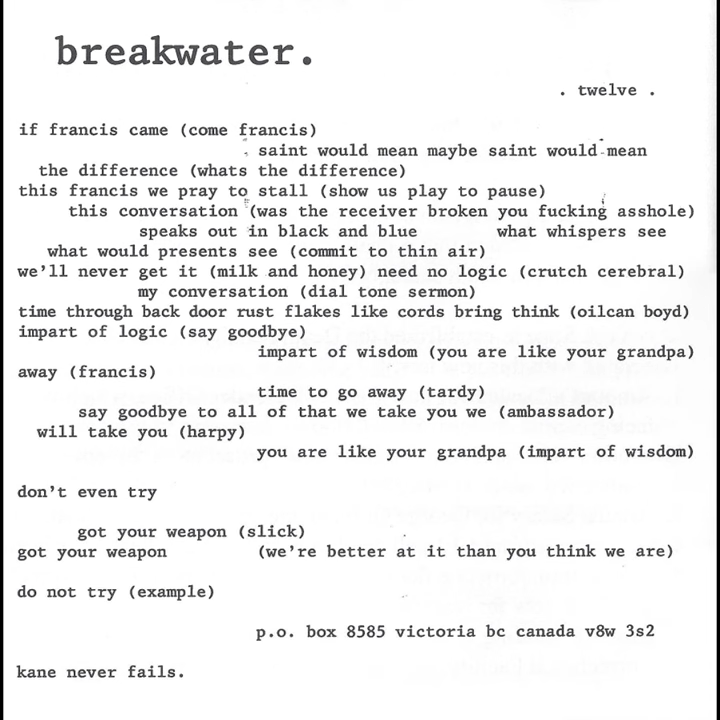 breakwater.
. twelve .
if francis came (come francis)
saint would mean maybe saint would mean
the difference (whats the difference)
this francis we pray to stall (show us play to pause)
this conversation (was the receiver broken you fucking asshole)
speaks out in black and blue what whispers see
what would presents see (commit to thin air)
we'll never get it (milk and honey) need no logic (crutch cerebral)
my conversation (dial tone sermon)
time through back door rust flakes like cords bring think (oilcan boyd)
impart of logic (say goodbye)
impart of wisdom (you are like your grandpa)
away (francis)
time to go away (tardy)
say goodbye to all of that we take you we (ambassador)
will take you (harpy)
you are like your grandpa (impart of wisdom)
don't even try
got your weapon (slick)
got your weapon (we're better at it than you think we are)
do not try (example)
p.o. box 8585 victoria bc canada v8w 3s2
kane never fails.